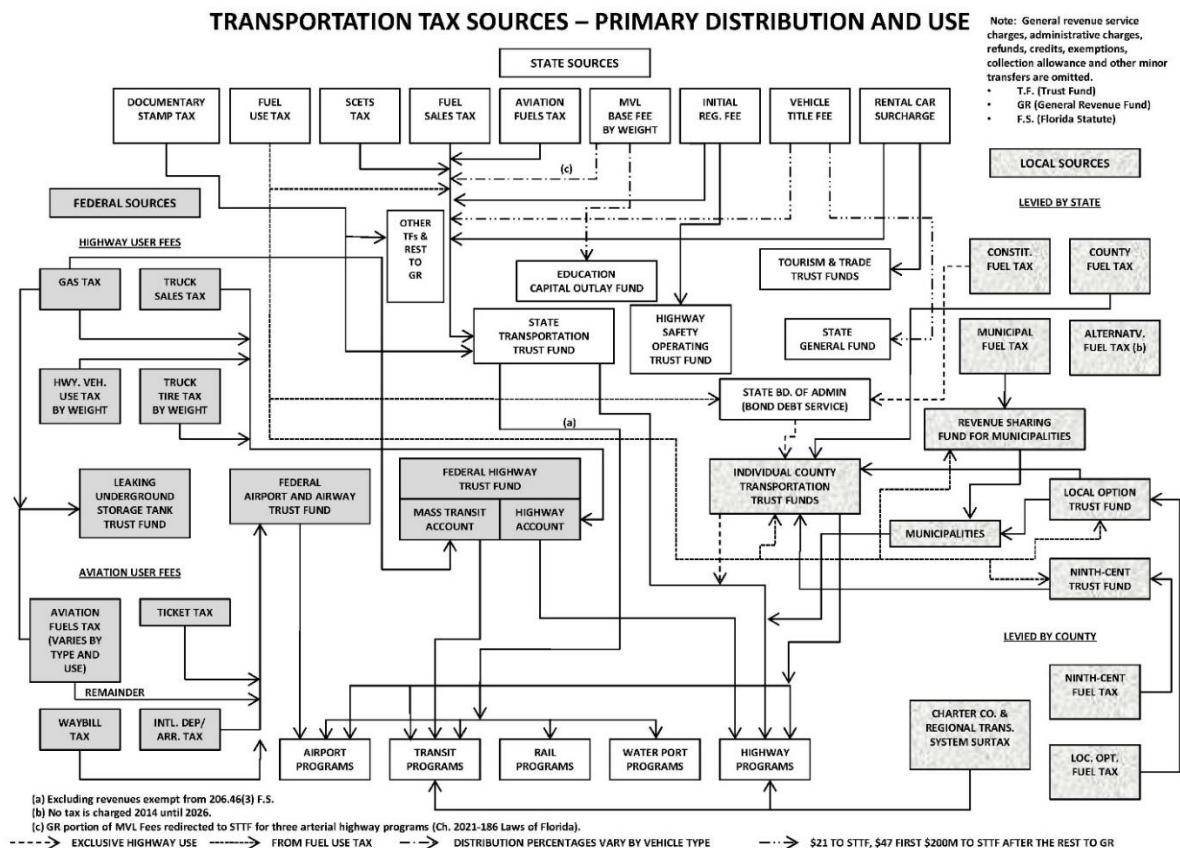 TRANSPORTATION TAX SOURCES – PRIMARY DISTRIBUTION AND USE
Note: General revenue service
charges, administrative charges,
refunds, credits, exemptions,
collection allowance and other minor
transfers are omitted.
• T.F. (Trust Fund)
• GR (General Revenue Fund)
• F.S. (Florida Statute)
STATE SOURCES
DOCUMENTARY
STAMP TAX
FUEL
USE TAX
SCETS
TAX
FUEL
SALES TAX
AVIATION
FUELS TAX
MVL
BASE FEE
BY WEIGHT
INITIAL
REG. FEE
VEHICLE
TITLE FEE
RENTAL CAR
SURCHARGE
(c)
LOCAL SOURCES
LEVIED BY STATE
FEDERAL SOURCES
HIGHWAY USER FEES
OTHER
TFs &
REST
TO
GR
EDUCATION
CAPITAL OUTLAY FUND
TOURISM & TRADE
TRUST FUNDS
CONSTIT.
FUEL TAX
COUNTY
FUEL TAX
GAS TAX
TRUCK
SALES TAX
STATE
TRANSPORTATION
TRUST FUND
HIGHWAY
SAFETY
OPERATING
TRUST FUND
STATE
GENERAL FUND
MUNICIPAL
FUEL TAX
ALTERNATV.
FUEL TAX (b)
HWY. VEH.
USE TAX
BY WEIGHT
TRUCK
TIRE TAX
BY WEIGHT
(a)
STATE BD. OF ADMIN
(BOND DEBT SERVICE)
REVENUE SHARING
FUND FOR MUNICIPALITIES
LEAKING
UNDERGROUND
STORAGE TANK
TRUST FUND
FEDERAL
AIRPORT AND AIRWAY
TRUST FUND
FEDERAL HIGHWAY
TRUST FUND
MASS TRANSIT
ACCOUNT
HIGHWAY
ACCOUNT
INDIVIDUAL COUNTY
TRANSPORTATION
TRUST FUNDS
LOCAL OPTION
TRUST FUND
MUNICIPALITIES
NINTH-CENT
TRUST FUND
AVIATION USER FEES
AVIATION
FUELS TAX
(VARIES BY
TYPE AND
USE)
TICKET TAX
REMAINDER
WAYBILL
TAX
INTL. DEP/
ARR. TAX
LEVIED BY COUNTY
NINTH-CENT
FUEL TAX
CHARTER CO. &
REGIONAL TRANS.
SYSTEM SURTAX
LOC. OPT.
FUEL TAX
AIRPORT
PROGRAMS
TRANSIT
PROGRAMS
RAIL
PROGRAMS
WATER PORT
PROGRAMS
HIGHWAY
PROGRAMS
(a) Excluding revenues exempt from 206.46(3) F.S.
(b) No tax is charged 2014 until 2026.
(c) GR portion of MVL Fees redirected to STTF for three arterial highway programs (Ch. 2021-186 Laws of Florida).
EXCLUSIVE HIGHWAY USE
FROM FUEL USE TAX
DISTRIBUTION PERCENTAGES VARY BY VEHICLE TYPE
$21 TO STTF, $47 FIRST $200M TO STTF AFTER THE REST TO GR